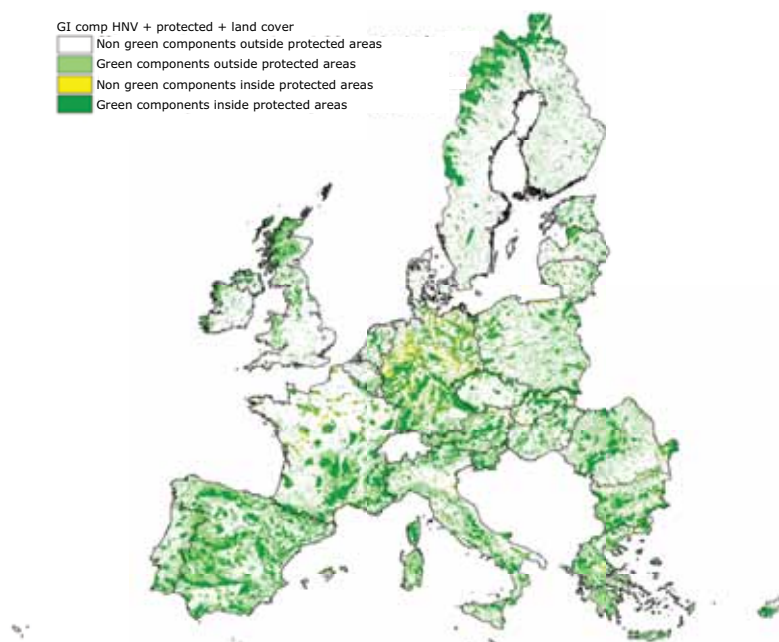 GI comp HNV + protected + land cover
Non green components outside protected areas
Green components outside protected areas
Non green components inside protected areas
Green components inside protected areas